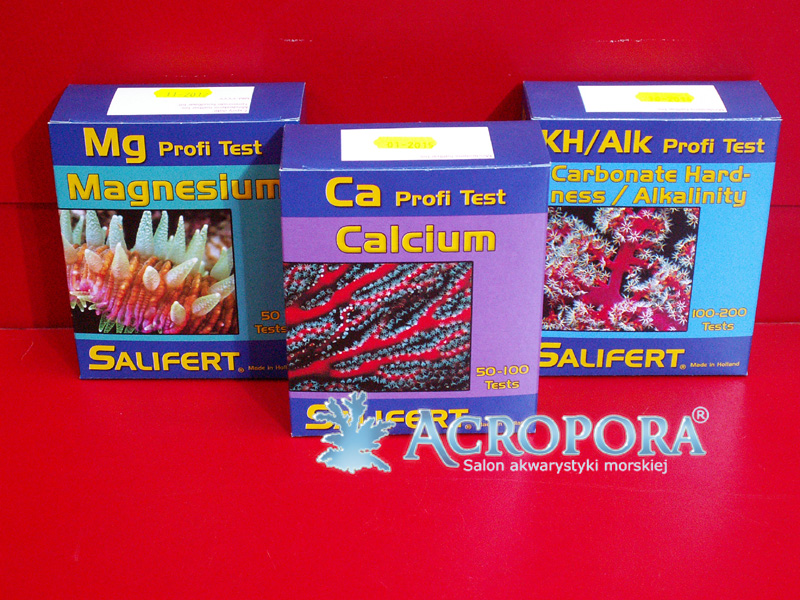 Mg Profi Test
Magnesium
50
Tests
SALIFERT®
Made in Holland
Ca Profi Test
Calcium
50-100
Tests
SALIFERT
KH/Alk Profi Test
Carbonate Hard-
ness / Alkalinity
100-200
Tests
SALIFERT®
Made in Holland
ACROPORA®
Salon akwarystyki morskiej